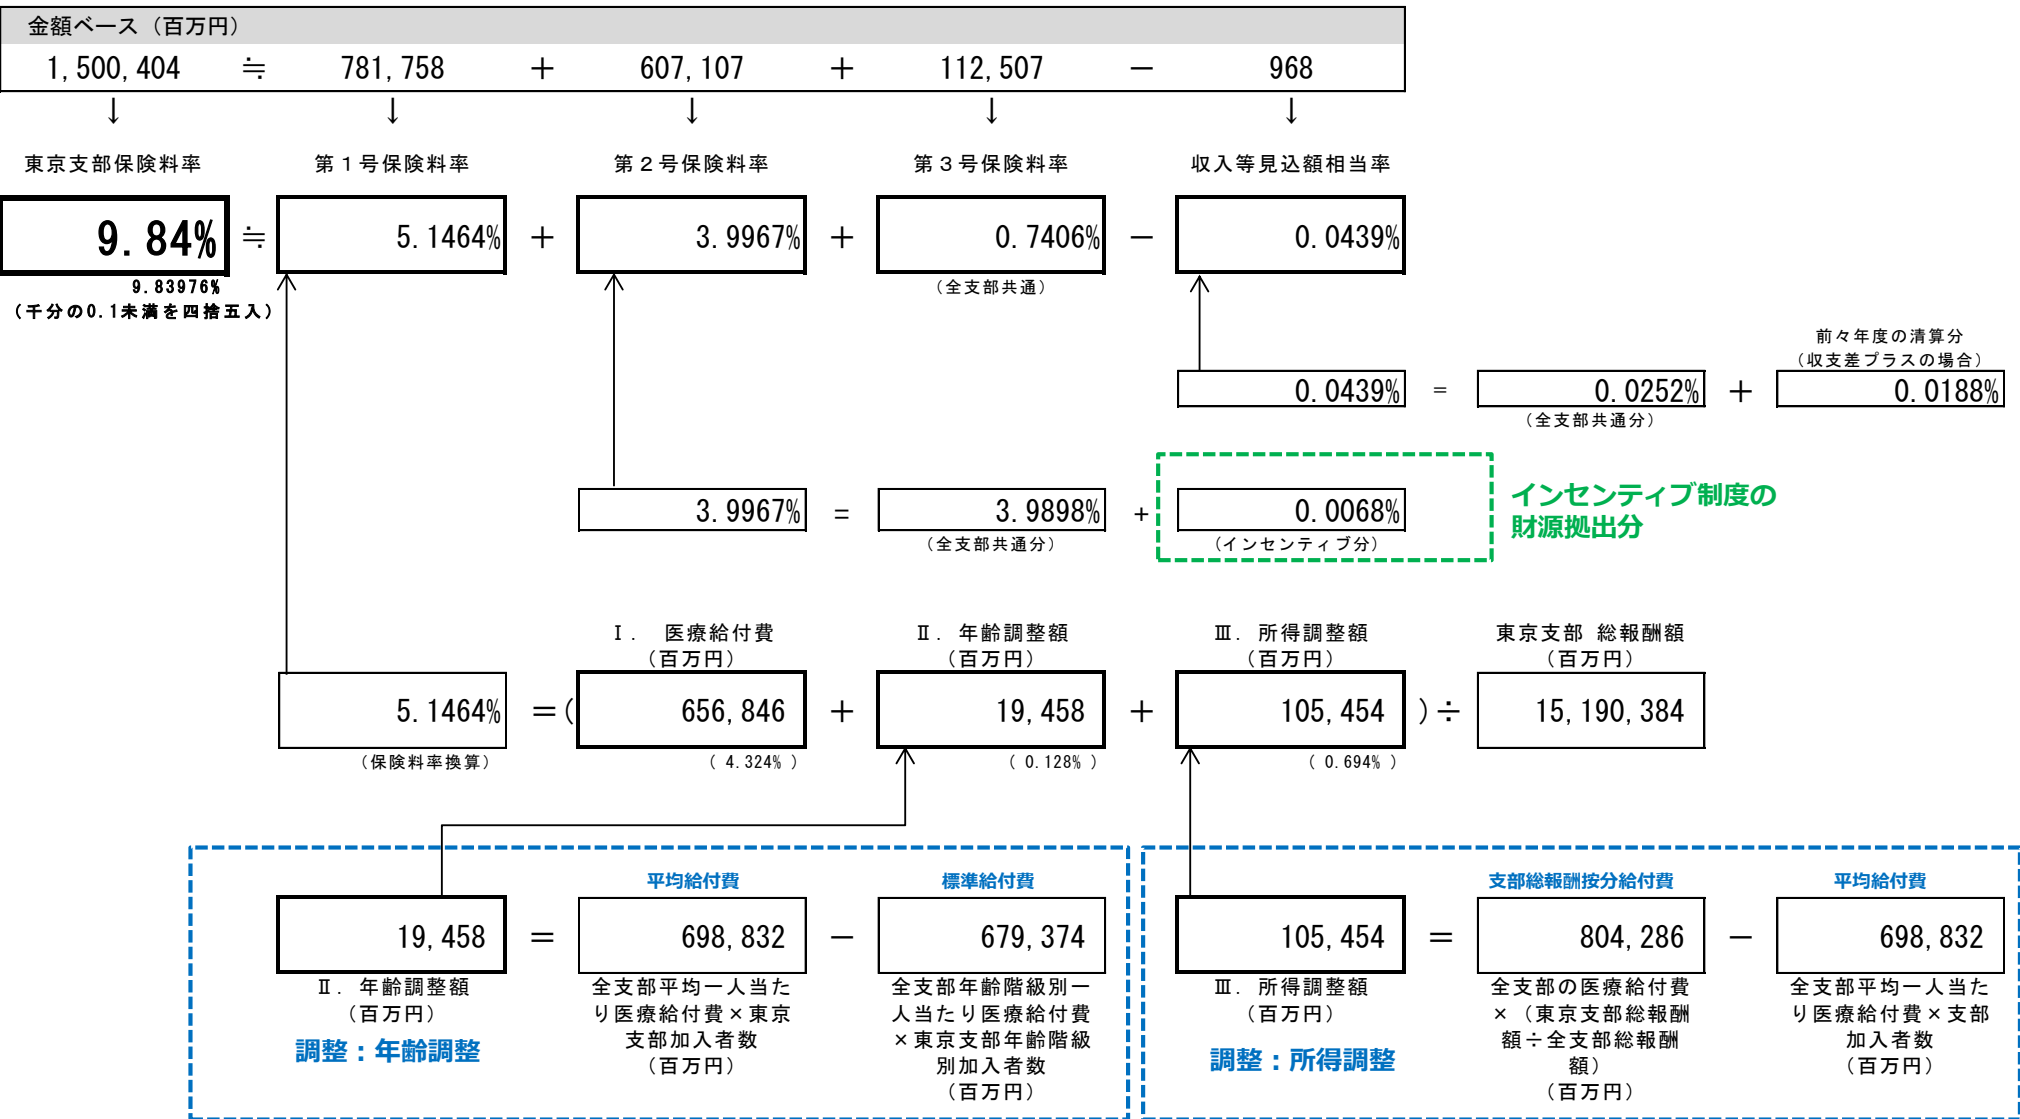 金額ベース（百万円）
1,500,404 ≒ 781,758 ＋ 607,107 ＋ 112,507 － 968
↓ ↓ ↓ ↓ ↓
東京支部保険料率 第１号保険料率 第２号保険料率 第３号保険料率 収入等見込額相当率
9.84% ≒ 5.1464% ＋ 3.9967% ＋ 0.7406% － 0.0439%
9.83976% （全支部共通）
（千分の0.1未満を四捨五入）
前々年度の清算分
（収支差プラスの場合）
0.0439% = 0.0252% ＋ 0.0188%
（全支部共通分）
3.9967% = 3.9898% + 0.0068%
（全支部共通分） （インセンティブ分）
インセンティブ制度の
財源拠出分
Ⅰ． 医療給付費 Ⅱ．年齢調整額 Ⅲ．所得調整額 東京支部 総報酬額
（百万円） （百万円） （百万円） （百万円）
5.1464% ＝( 656,846 ＋ 19,458 ＋ 105,454 )÷ 15,190,384
（保険料率換算） ( 4.324% ) ( 0.128% ) ( 0.694% )
平均給付費 標準給付費
19,458 ＝ 698,832 － 679,374
Ⅱ．年齢調整額
（百万円）
調整：年齢調整
全支部平均一人当た
り医療給付費×東京
支部加入者数
（百万円）
全支部年齢階級別一
人当たり医療給付費
×東京支部年齢階級
別加入者数
（百万円）
支部総報酬按分給付費 平均給付費
105,454 ＝ 804,286 － 698,832
Ⅲ．所得調整額
（百万円）
調整：所得調整
全支部の医療給付費
×（東京支部総報酬
額÷全支部総報酬
額）
（百万円）
全支部平均一人当た
り医療給付費×支部
加入者数
（百万円）